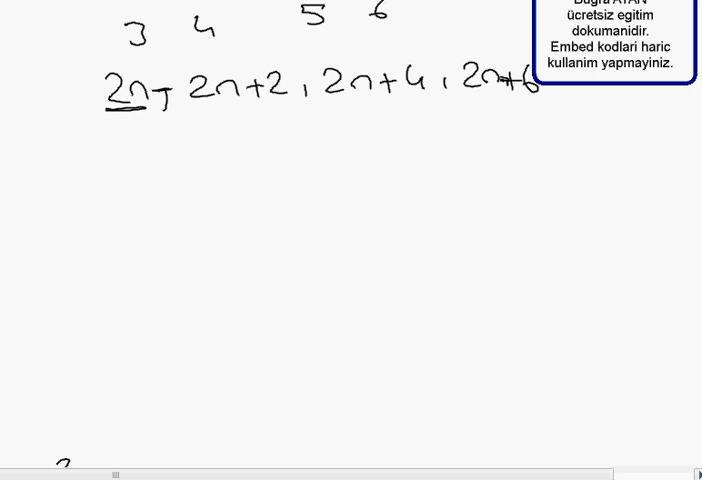 3 4 5 6
2n, 2n+2, 2n+4, 2n+6
ücretsiz egitim
dokumanidir.
Embed kodlari haric
kullanim yapmayiniz.